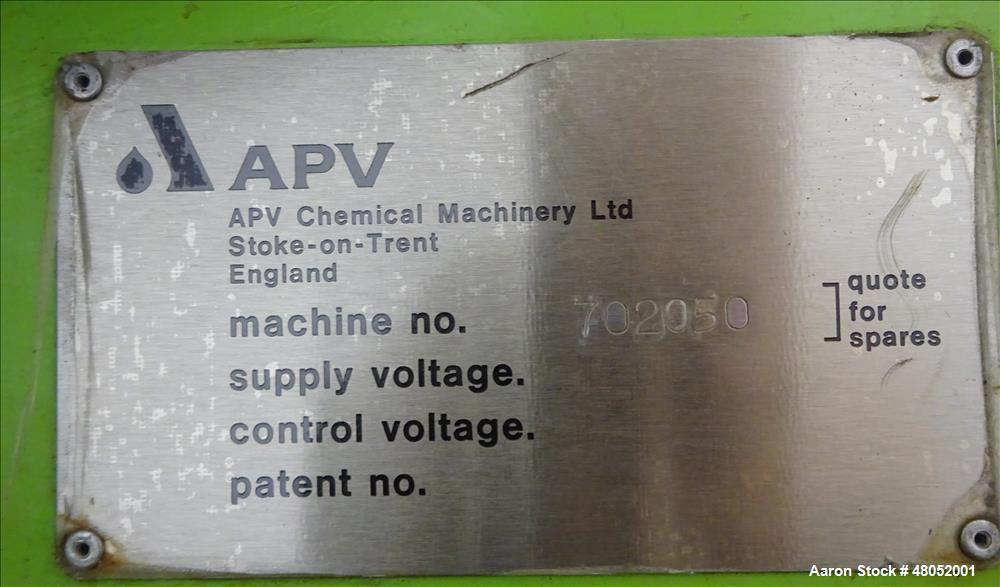 APV
APV Chemical Machinery Ltd
Stoke-on-Trent
England
machine no. 702050
quote
for
spares
supply voltage.
control voltage.
patent no.
Aaron Stock # 48052001